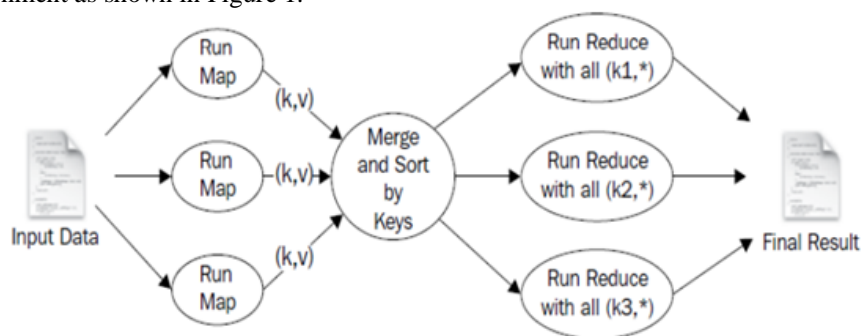 as shown in Figure 1.
Run
Map
(k,v)
Run Reduce
with all (k1,*)
Input Data
Run
Map
(k,v)
Merge
and Sort
by
Keys
Run Reduce
with all (k2,*)
Final Result
Run
Map
(k,v)
Run Reduce
with all (k3,*)